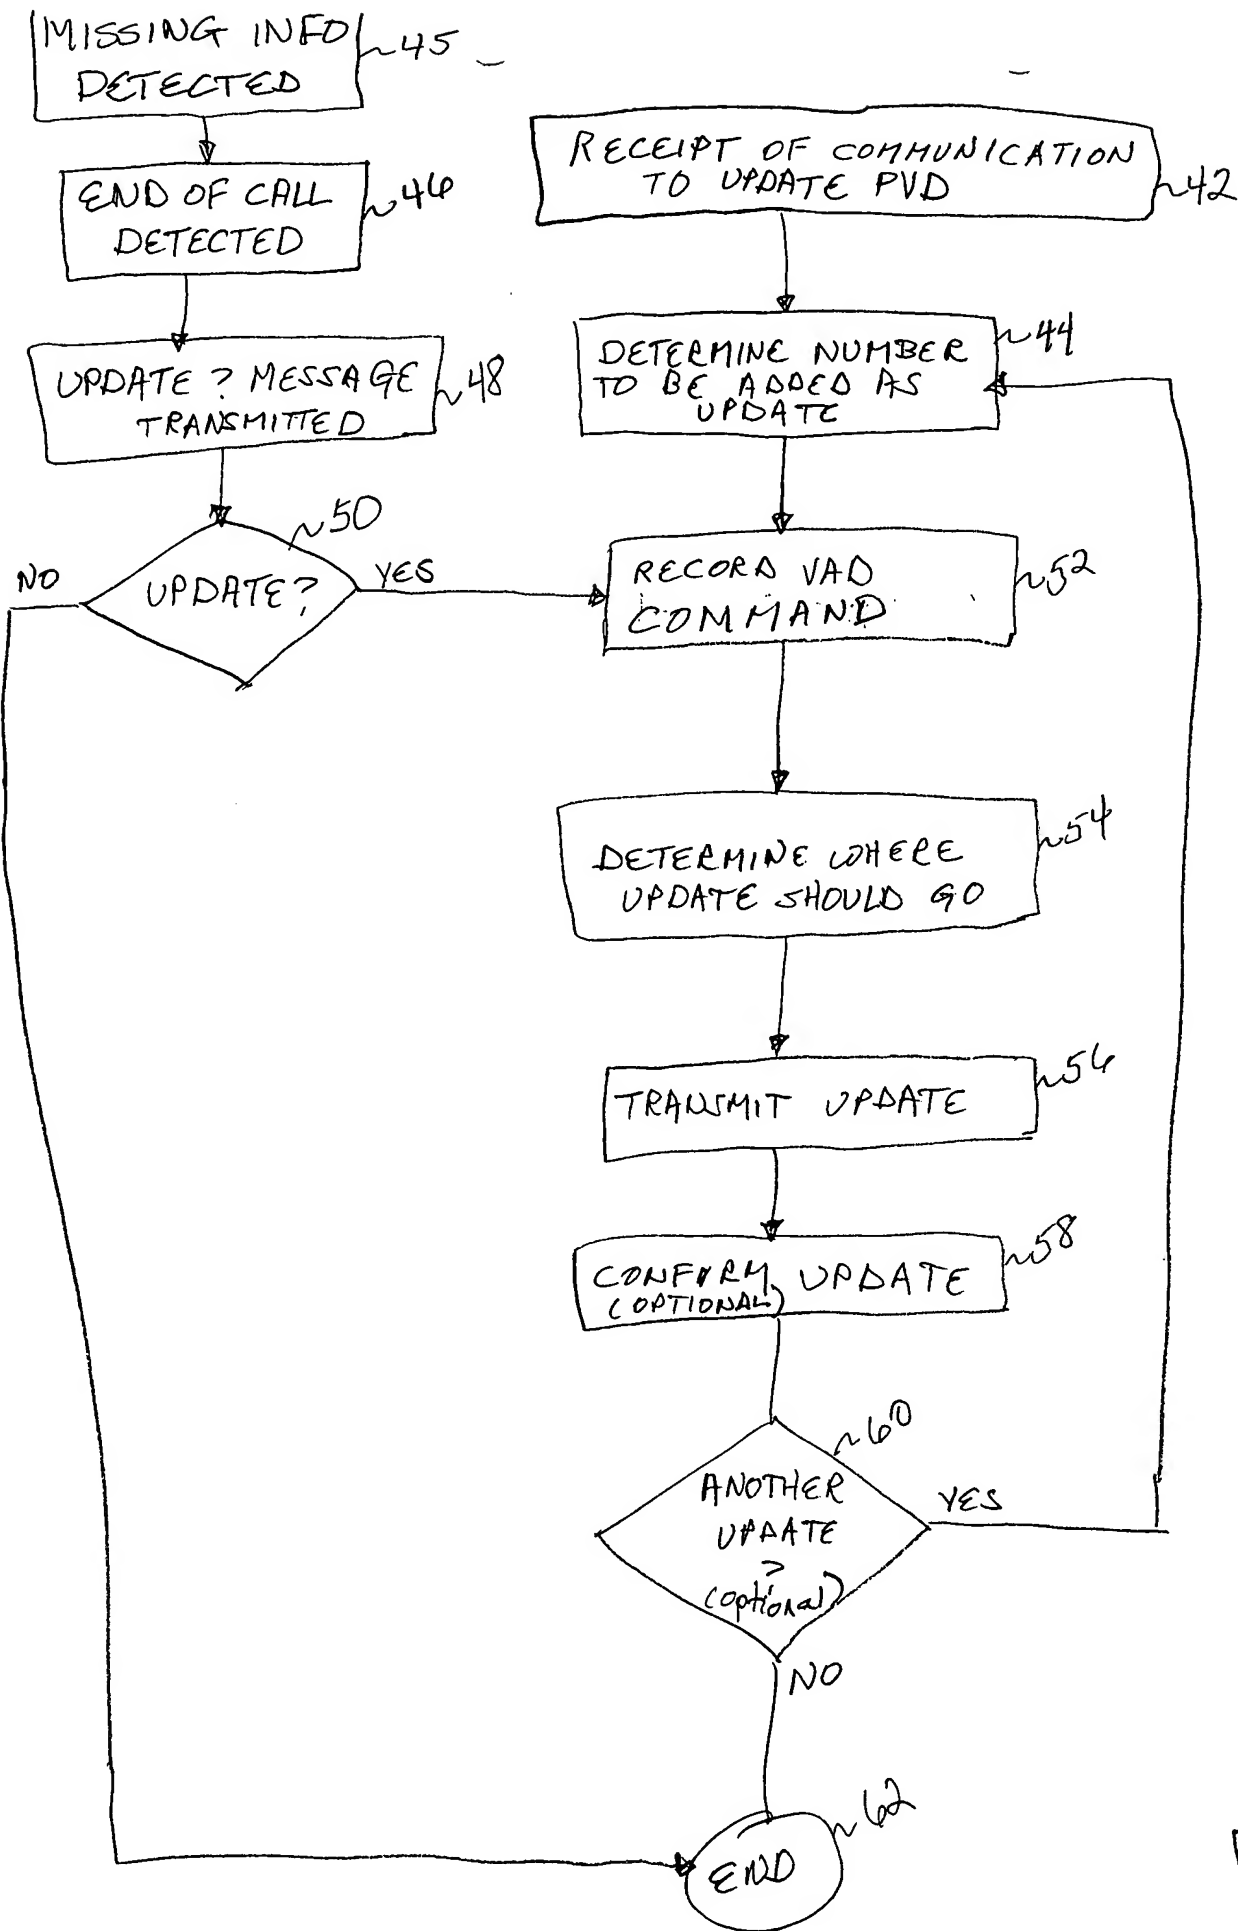 MISSING INFO
DETECTED
45
END OF CALL
DETECTED
46
UPDATE? MESSAGE
TRANSMITTED
48
50
UPDATE?
NO
YES
RECEIPT OF COMMUNICATION
TO UPDATE PVD
42
DETERMINE NUMBER
TO BE ADDED AS
UPDATE
44
RECORD VAD
COMMAND
52
DETERMINE WHERE
UPDATE SHOULD GO
54
TRANSMIT UPDATE
56
CONFIRM UPDATE
(OPTIONAL)
58
60
ANOTHER
UPDATE
?
(optional)
YES
NO
END
62